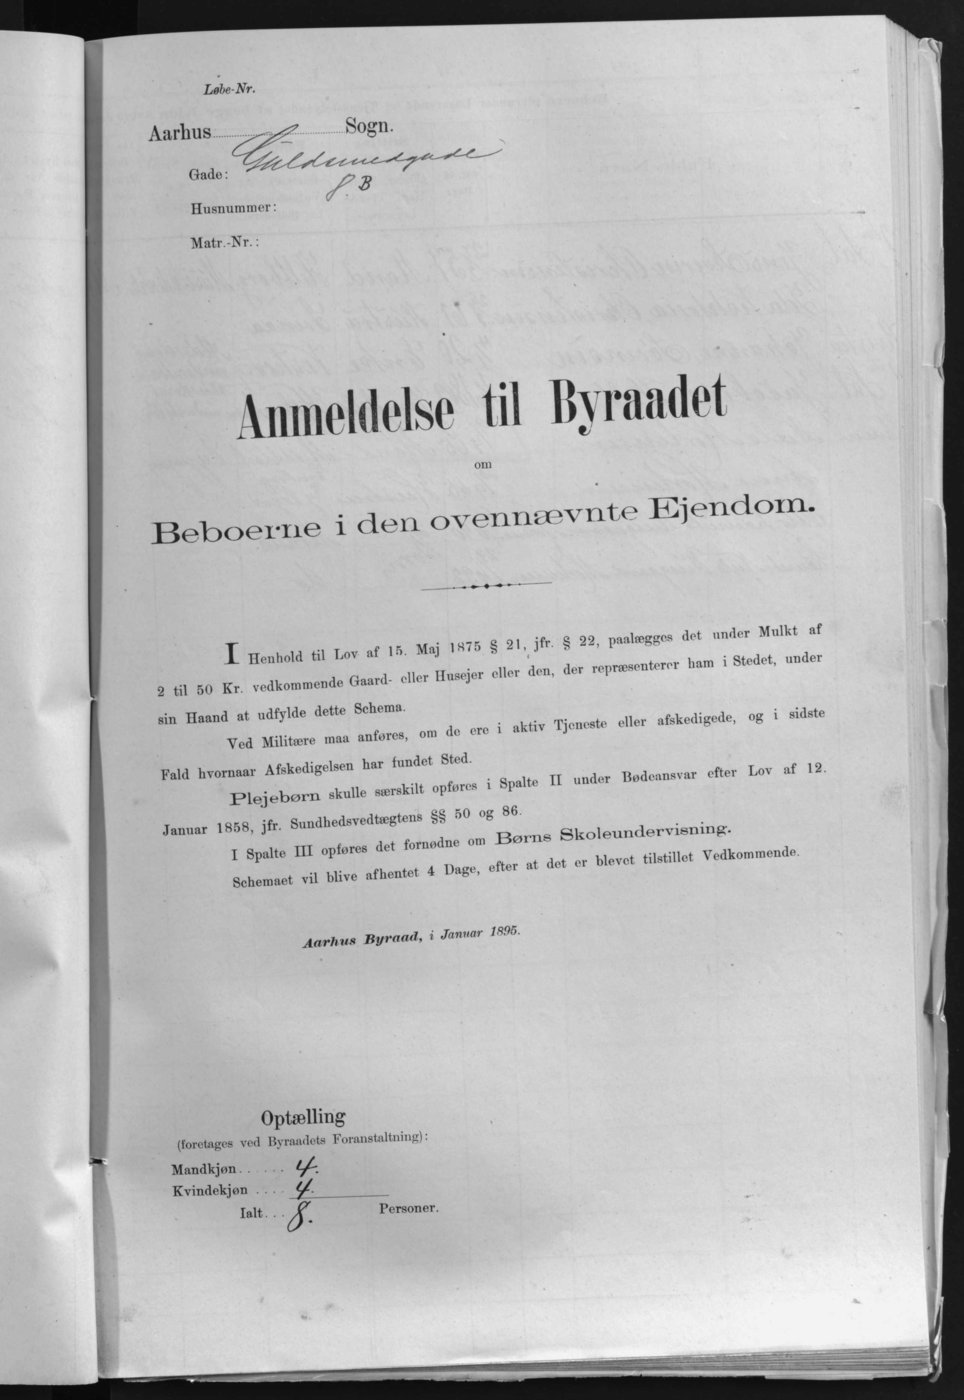 Løbe-Nr.
Aarhus Sogn.
Gade: Guldsmedgade
8. B
Husnummer:
Matr.-Nr.:
Anmeldelse til Byraadet
om
Beboerne i den ovennævnte Ejendom.
I Henhold til Lov af 15. Maj 1875 § 21, jfr. § 22, paalægges det under Mulkt af
2 til 50 Kr. vedkommende Gaard- eller Husejer eller den, der repræsenterer ham i Stedet, under
sin Haand at udfylde dette Schema.
Ved Militære maa anføres, om de ere i aktiv Tjeneste eller afskedigede, og i sidste
Fald hvornaar Afskedigelsen har fundet Sted.
Plejebørn skulle særskilt opføres i Spalte II under Bødeansvar efter Lov af 12.
Januar 1858, jfr. Sundhedsvedtægtens §§ 50 og 86.
I Spalte III opføres det fornødne om Børns Skoleundervisning.
Schemaet vil blive afhentet 4 Dage, efter at det er blevet tilstillet Vedkommende.
Aarhus Byraad, i Januar 1895.
Optælling
(foretages ved Byraadets Foranstaltning):
Mandkjøn...... 4.
Kvindekjøn .... 4.
Ialt... 8. Personer.